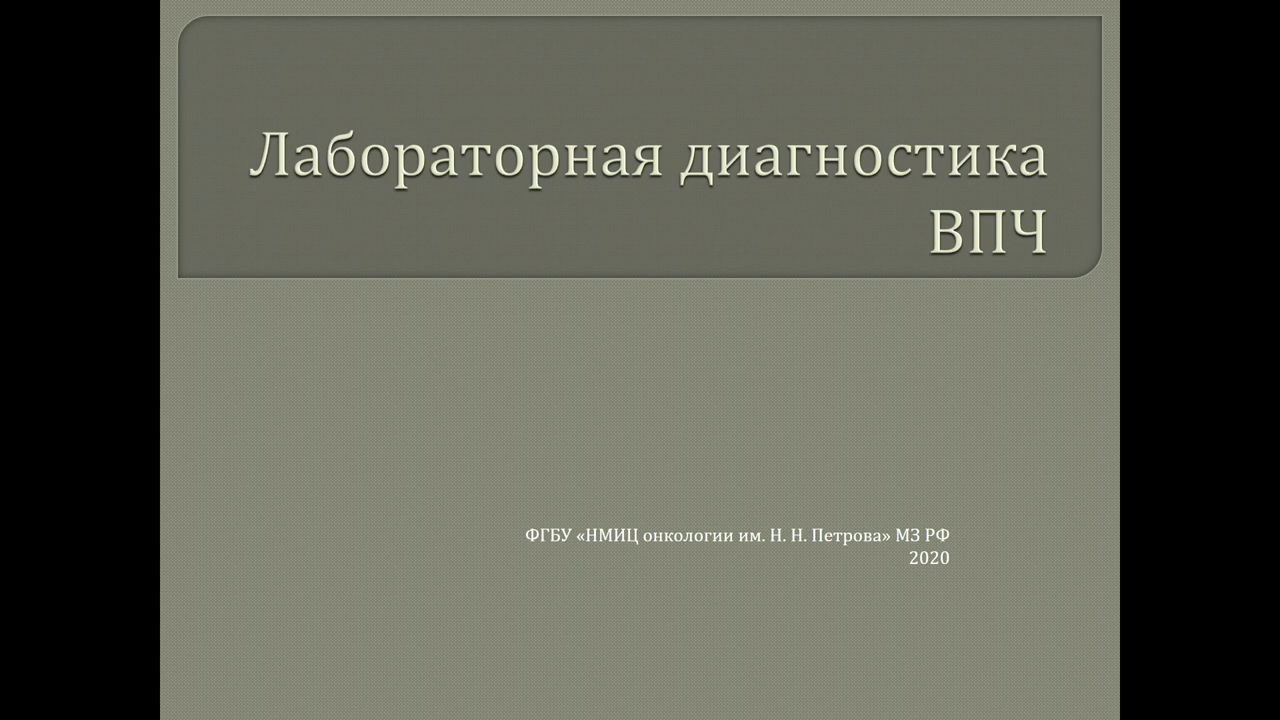 Лабораторная диагностика
ВПЧ
ФГБУ «НМИЦ онкологии им. Н. Н. Петрова» МЗ РФ
2020